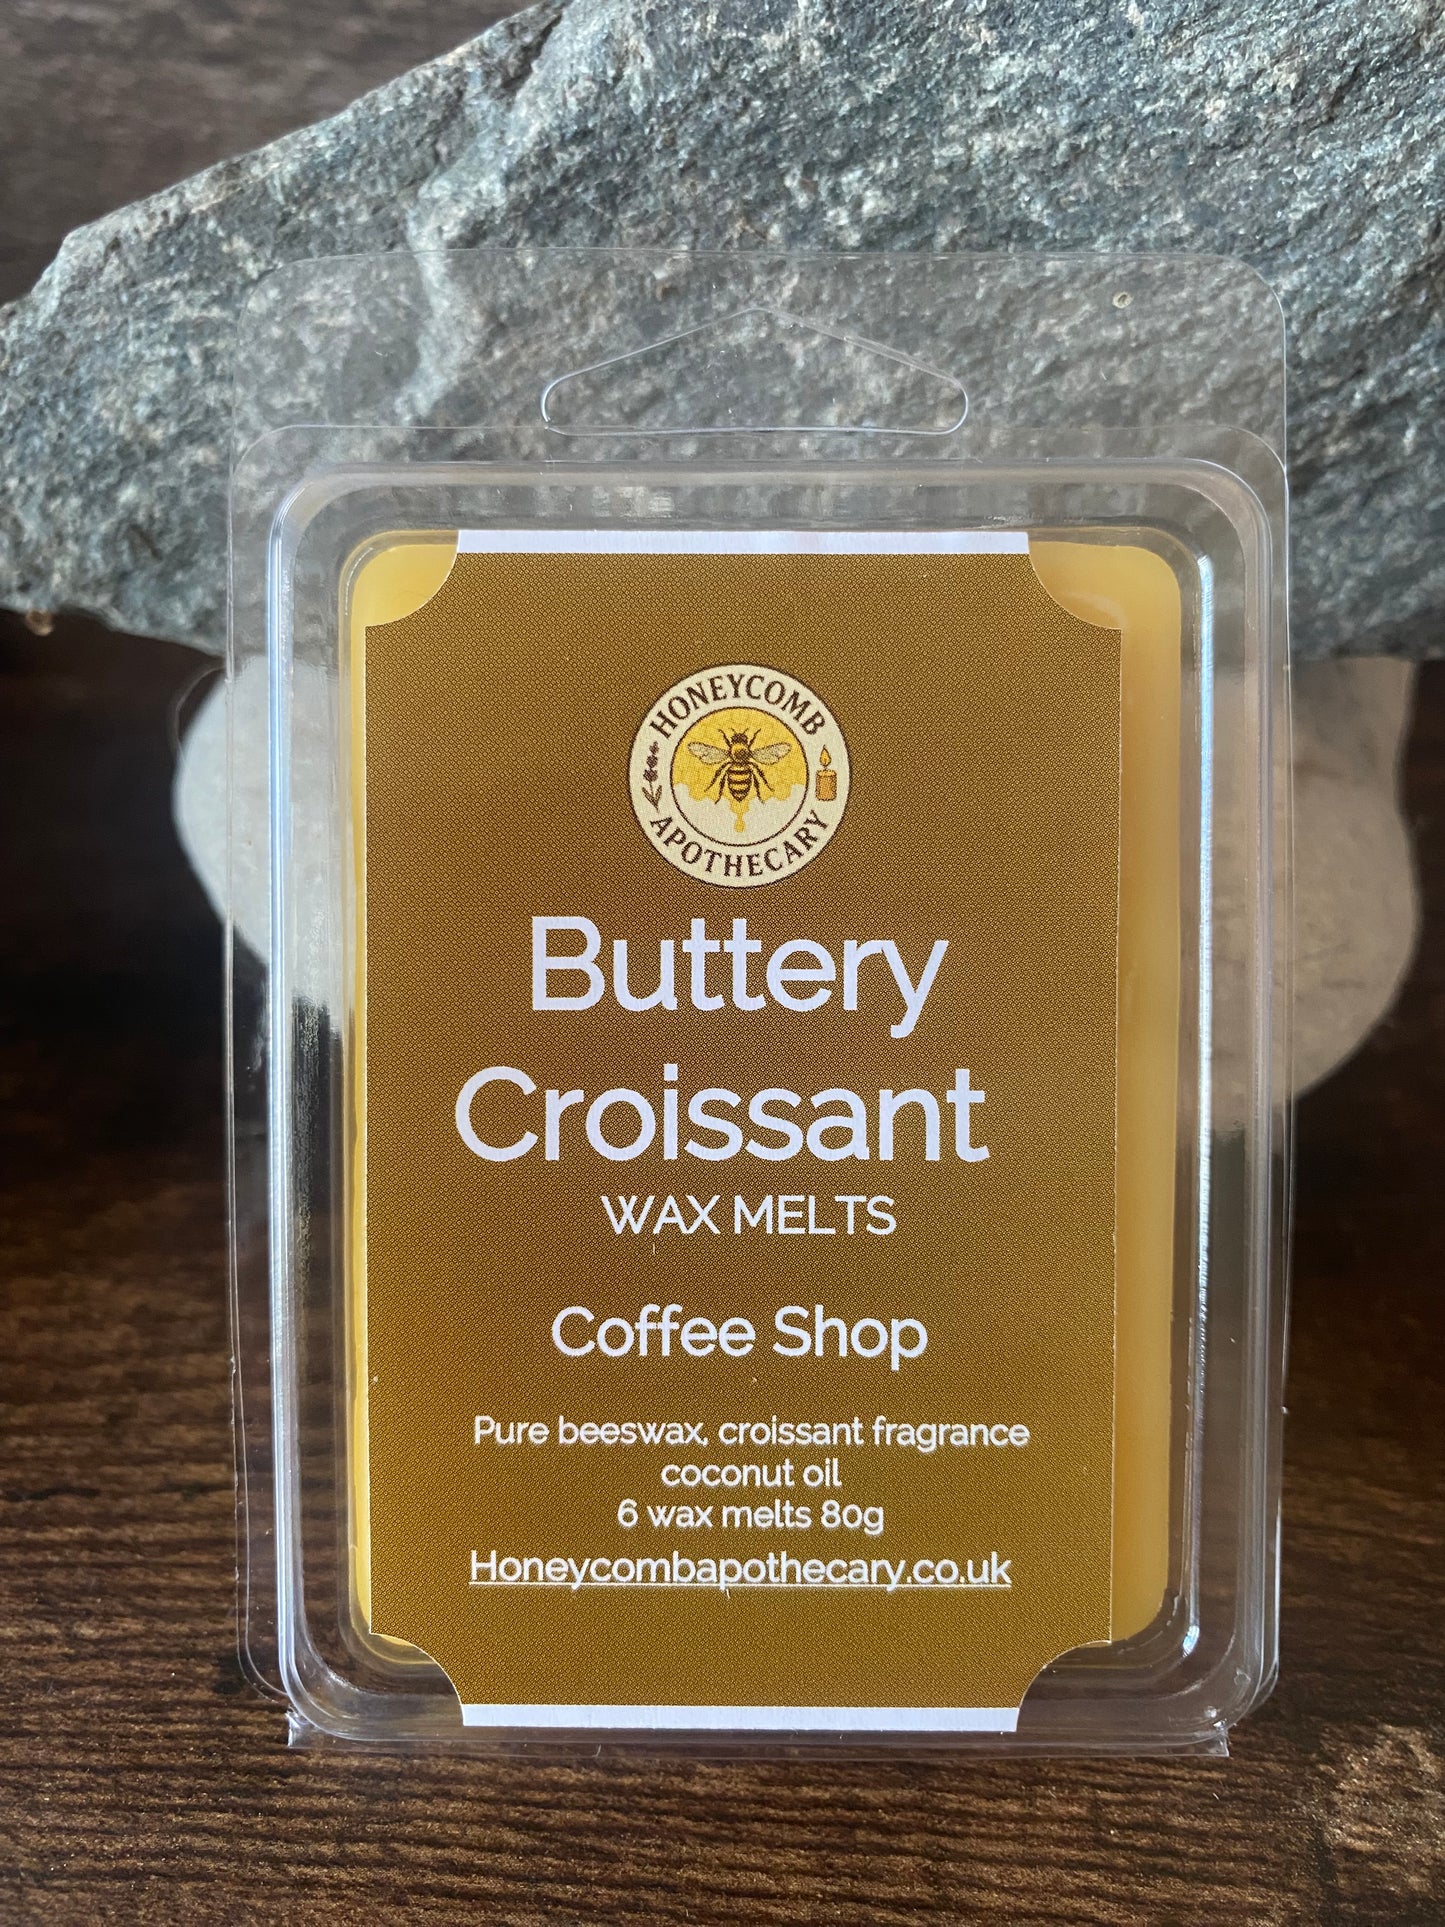 HONEYCOMB
APOTHECARY
Buttery
Croissant
WAX MELTS
Coffee Shop
Pure beeswax, croissant fragrance
coconut oil
6 wax melts 80g
Honeycombapothecary.co.uk